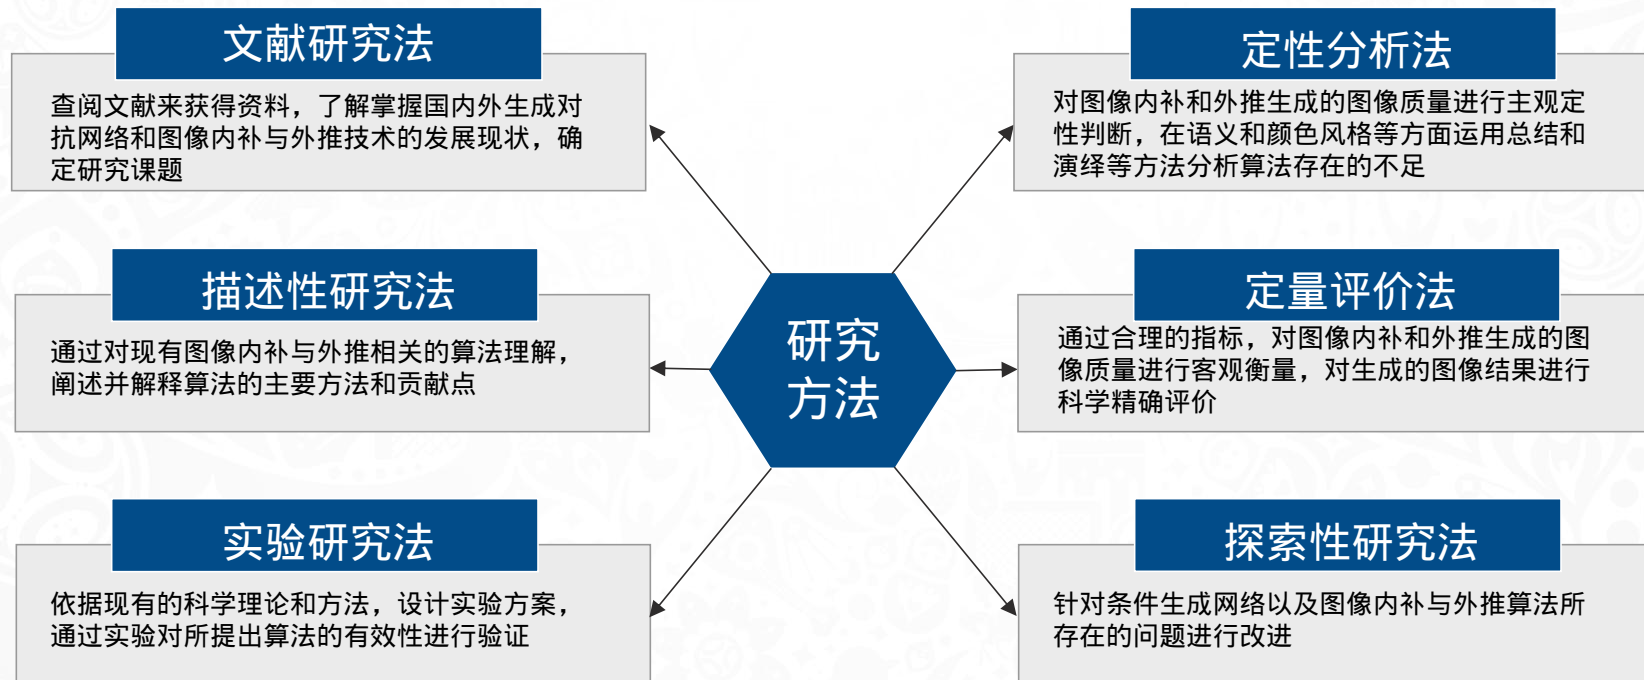 文献研究法
查阅文献来获得资料，了解掌握国内外生成对
抗网络和图像内补与外推技术的发展现状，确
定研究课题
描述性研究法
通过对现有图像内补与外推相关的算法理解，
阐述并解释算法的主要方法和贡献点
实验研究法
依据现有的科学理论和方法，设计实验方案，
通过实验对所提出算法的有效性进行验证
研究
方法
定性分析法
对图像内补和外推生成的图像质量进行主观定
性判断，在语义和颜色风格等方面运用总结和
演绎等方法分析算法存在的不足
定量评价法
通过合理的指标，对图像内补和外推生成的图
像质量进行客观衡量，对生成的图像结果进行
科学精确评价
探索性研究法
针对条件生成网络以及图像内补与外推算法所
存在的问题进行改进